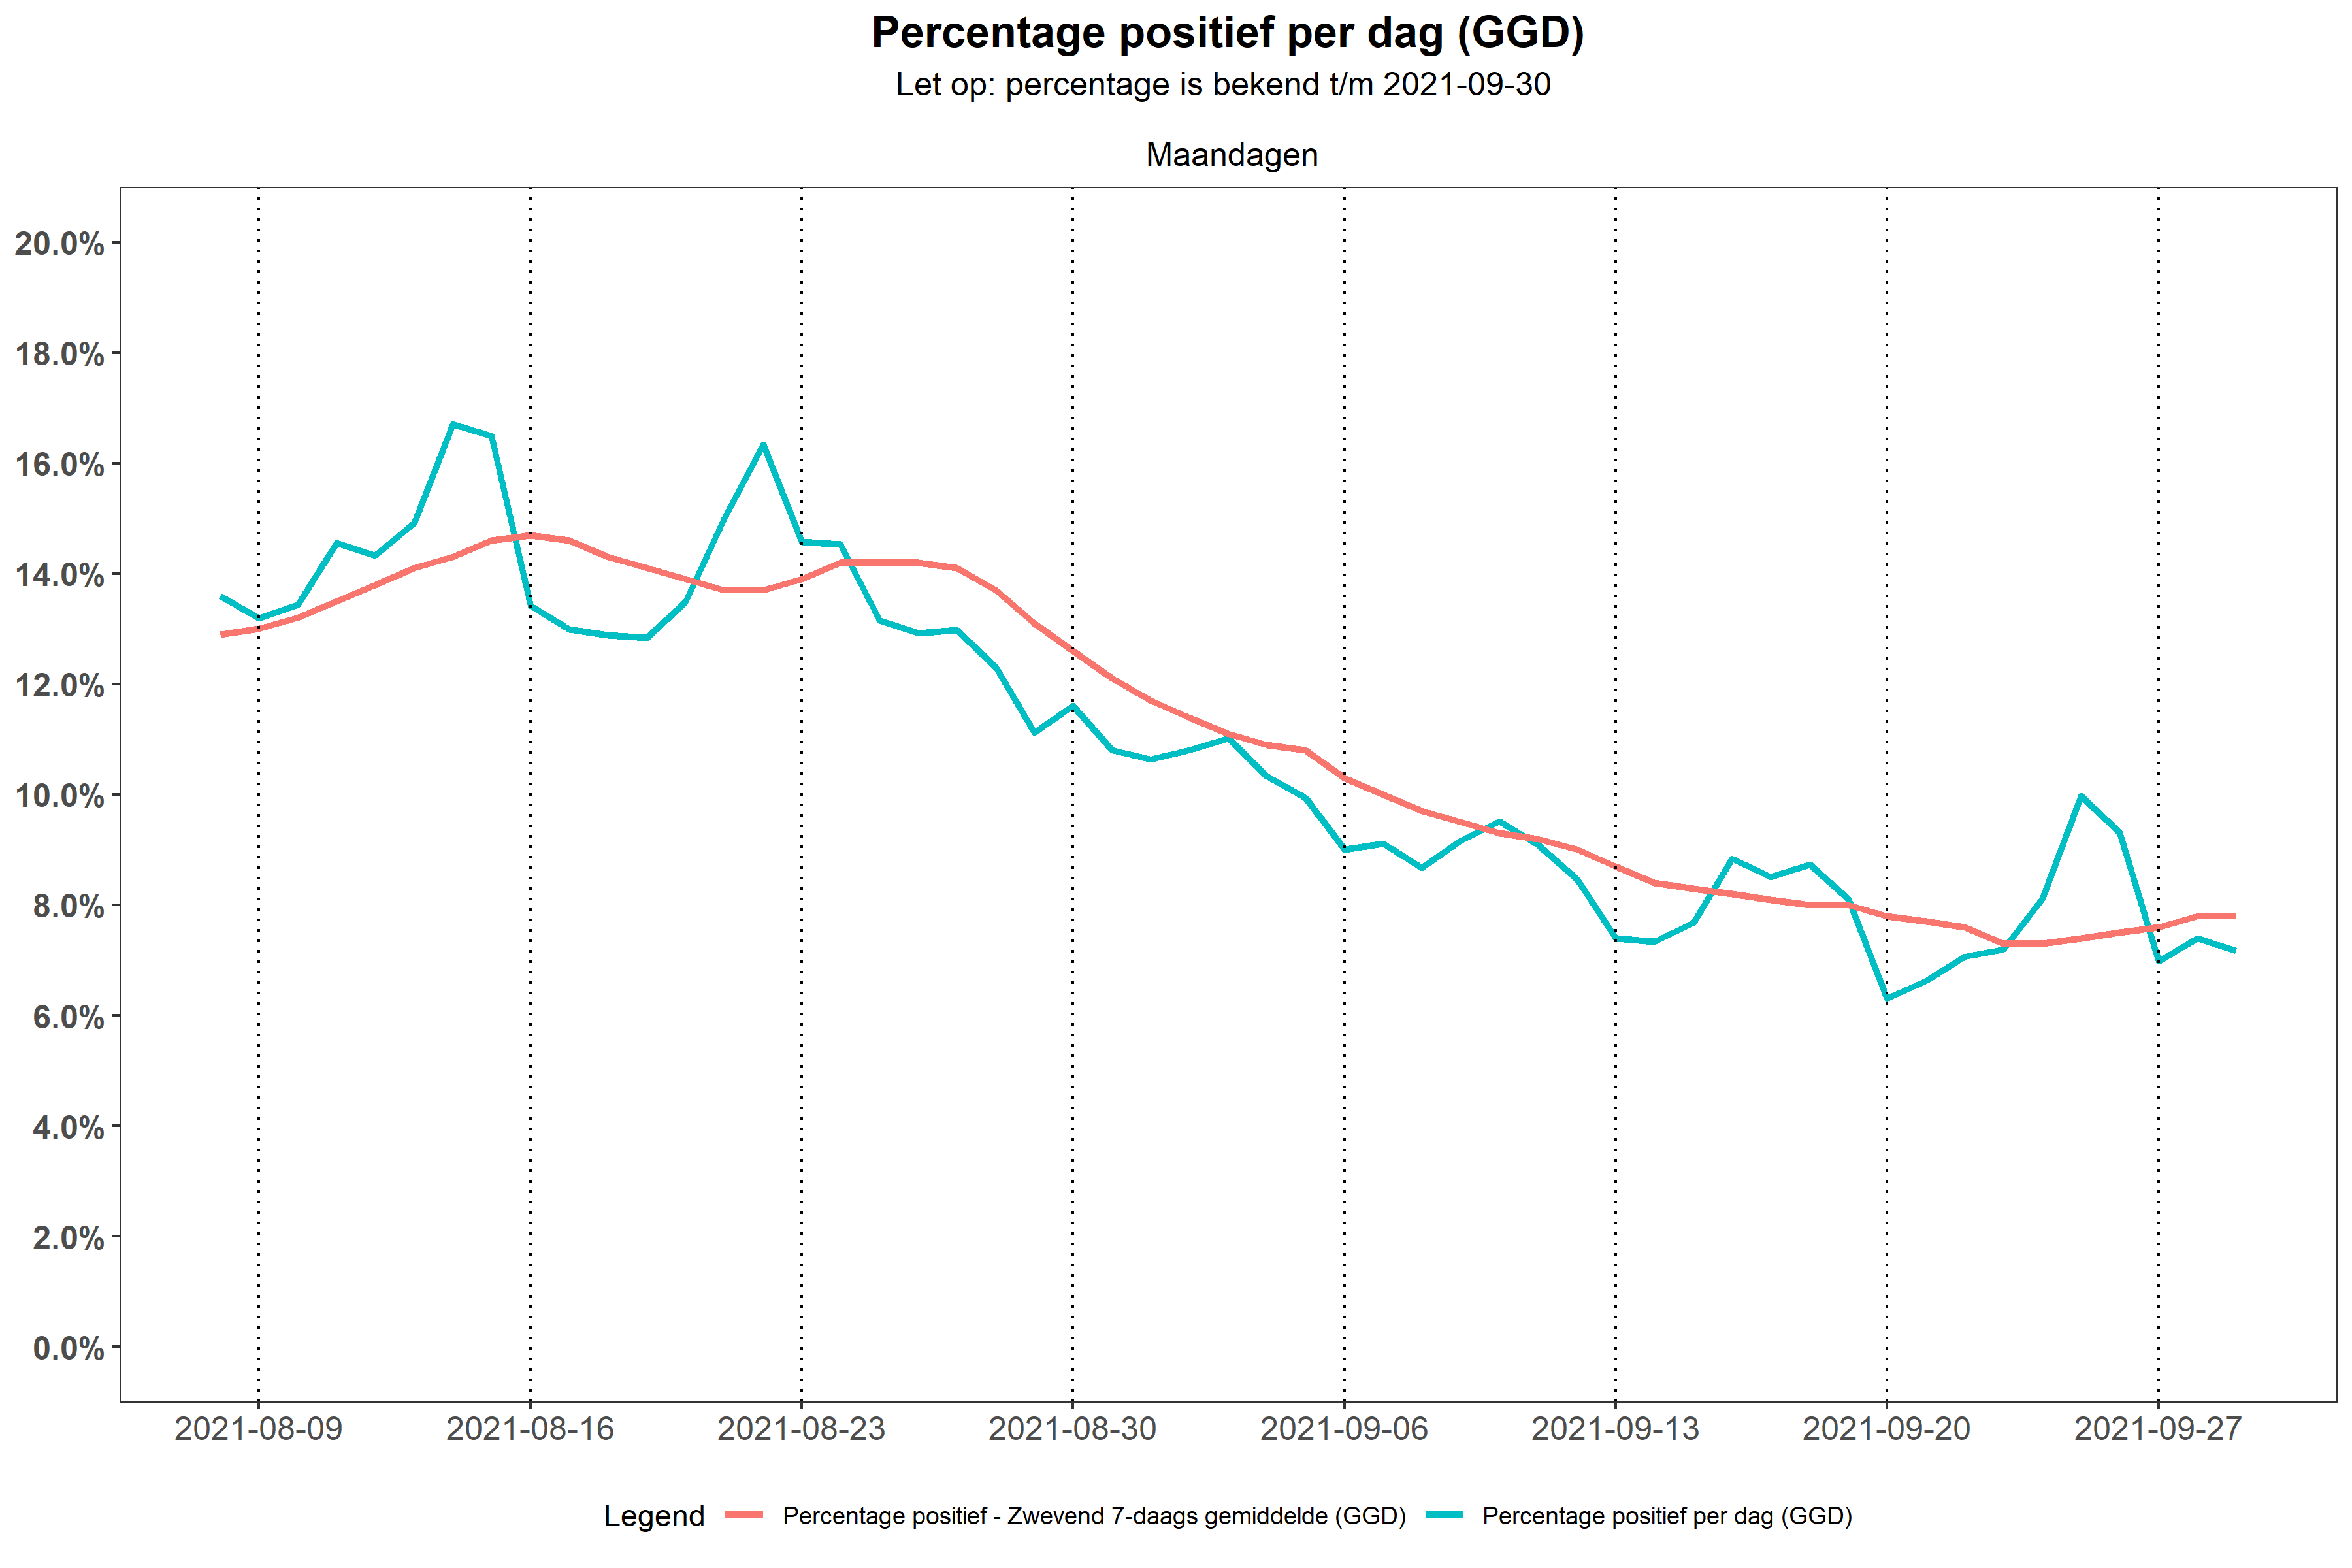 Percentage positief per dag (GGD)
Let op: percentage is bekend t/m 2021-09-30
Maandagen
20.0%
18.0%
16.0%
14.0%
12.0%
10.0%
8.0%
6.0%
4.0%
2.0%
0.0%
2021-08-09 2021-08-16 2021-08-23 2021-08-30 2021-09-06 2021-09-13 2021-09-20 2021-09-27
Legend Percentage positief - Zwevend 7-daags gemiddelde (GGD) Percentage positief per dag (GGD)